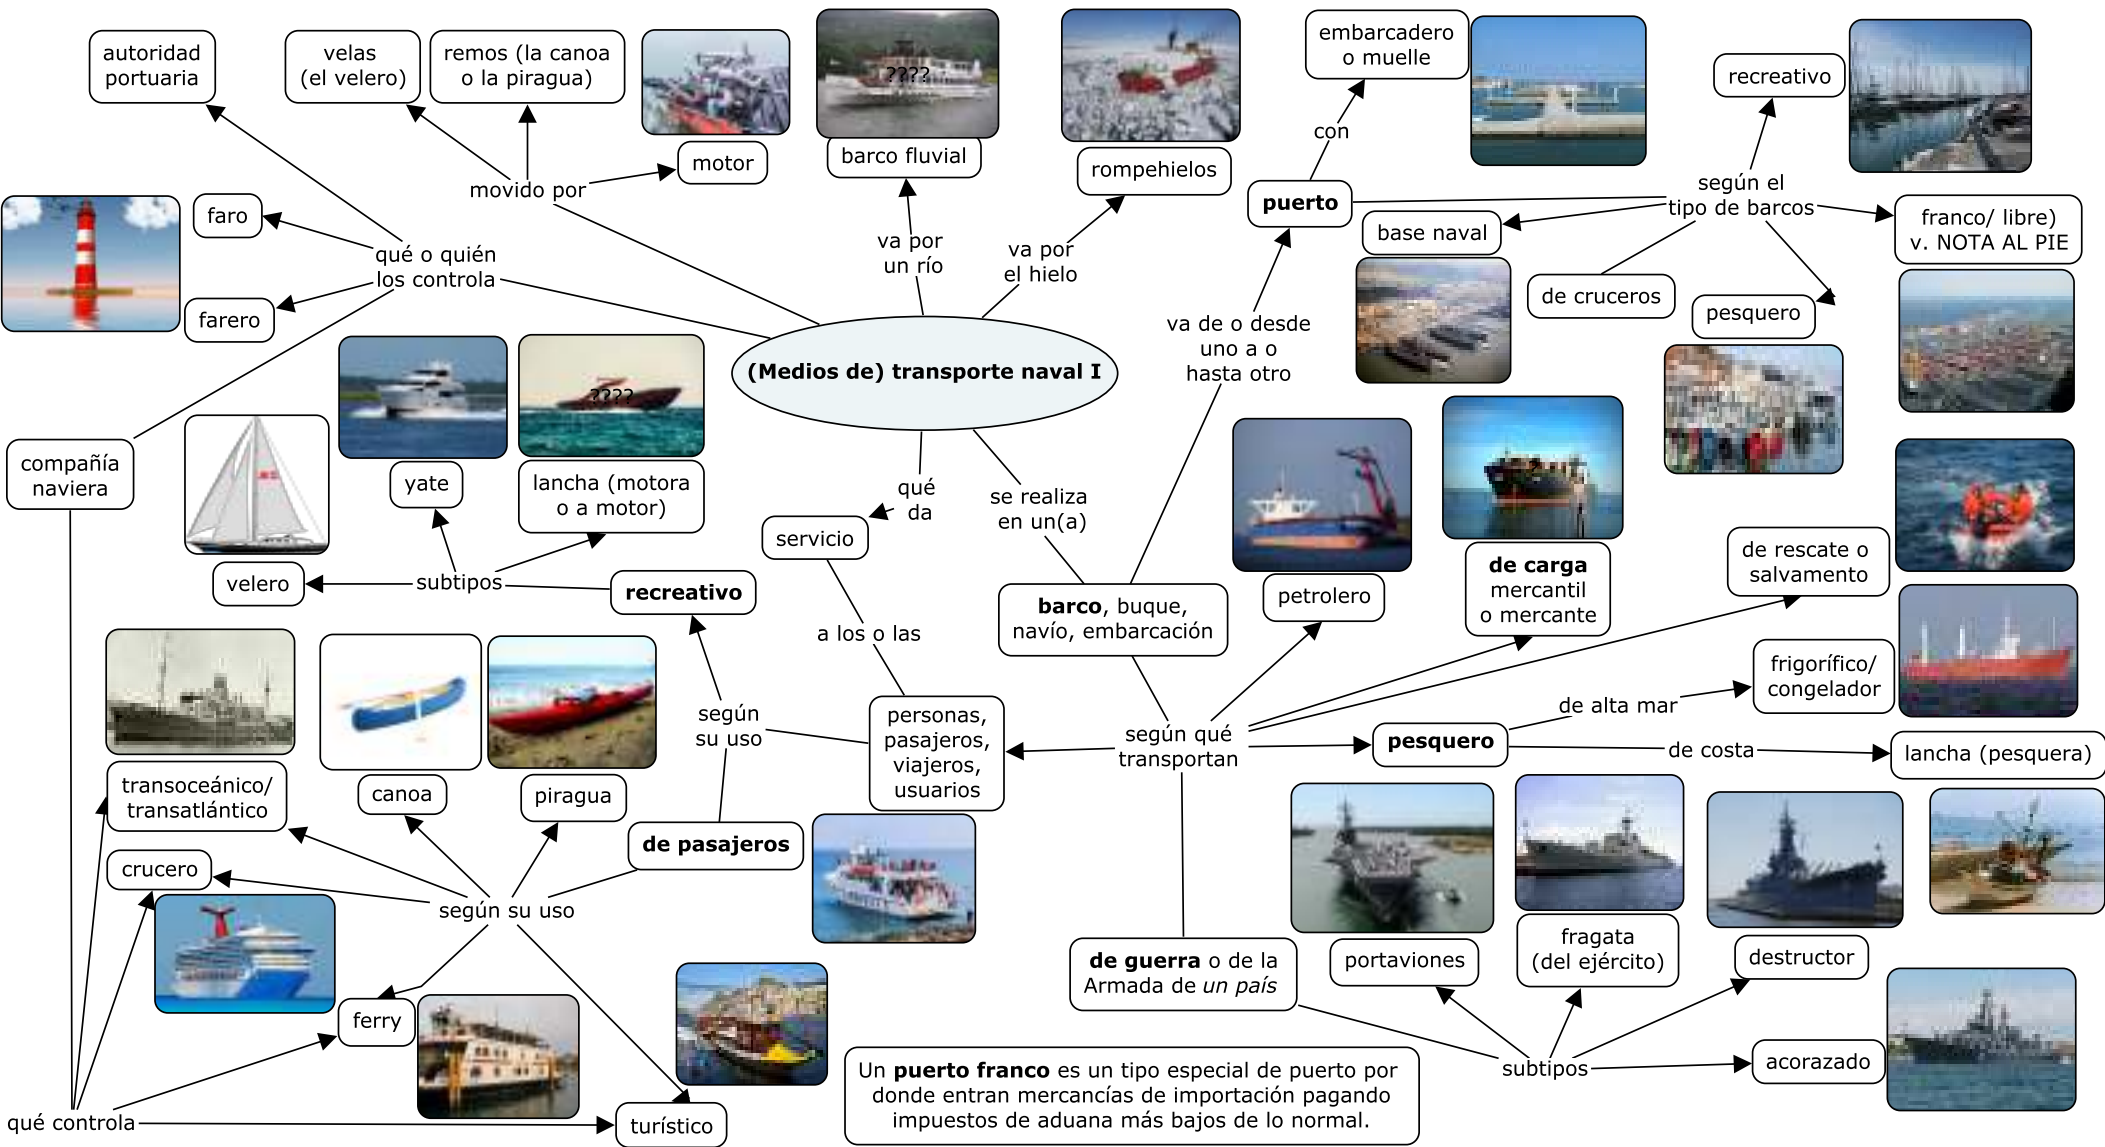 autoridad
portuaria
velas
(el velero)
remos (la canoa
o la piragua)
motor
movido por
????
barco fluvial
va por
un río
rompehielos
va por
el hielo
embarcadero
o muelle
con
puerto
recreativo
según el
tipo de barcos
base naval
de cruceros
pesquero
franco/ libre)
v. NOTA AL PIE
faro
farero
qué o quién
los controla
va de o desde
uno a o
hasta otro
(Medios de) transporte naval I
compañía
naviera
yate
????
lancha (motora
o a motor)
velero
subtipos
recreativo
qué
da
servicio
a los o las
se realiza
en un(a)
barco, buque,
navío, embarcación
petrolero
de carga
mercantil
o mercante
de rescate o
salvamento
frigorífico/
congelador
de alta mar
pesquero
de costa
lancha (pesquera)
según qué
transportan
personas,
pasajeros,
viajeros,
usuarios
según
su uso
de pasajeros
transoceánico/
transatlántico
canoa
piragua
crucero
según su uso
ferry
turístico
qué controla
de guerra o de la
Armada de un país
portaviones
fragata
(del ejército)
destructor
acorazado
subtipos
Un puerto franco es un tipo especial de puerto por
donde entran mercancías de importación pagando
impuestos de aduana más bajos de lo normal.